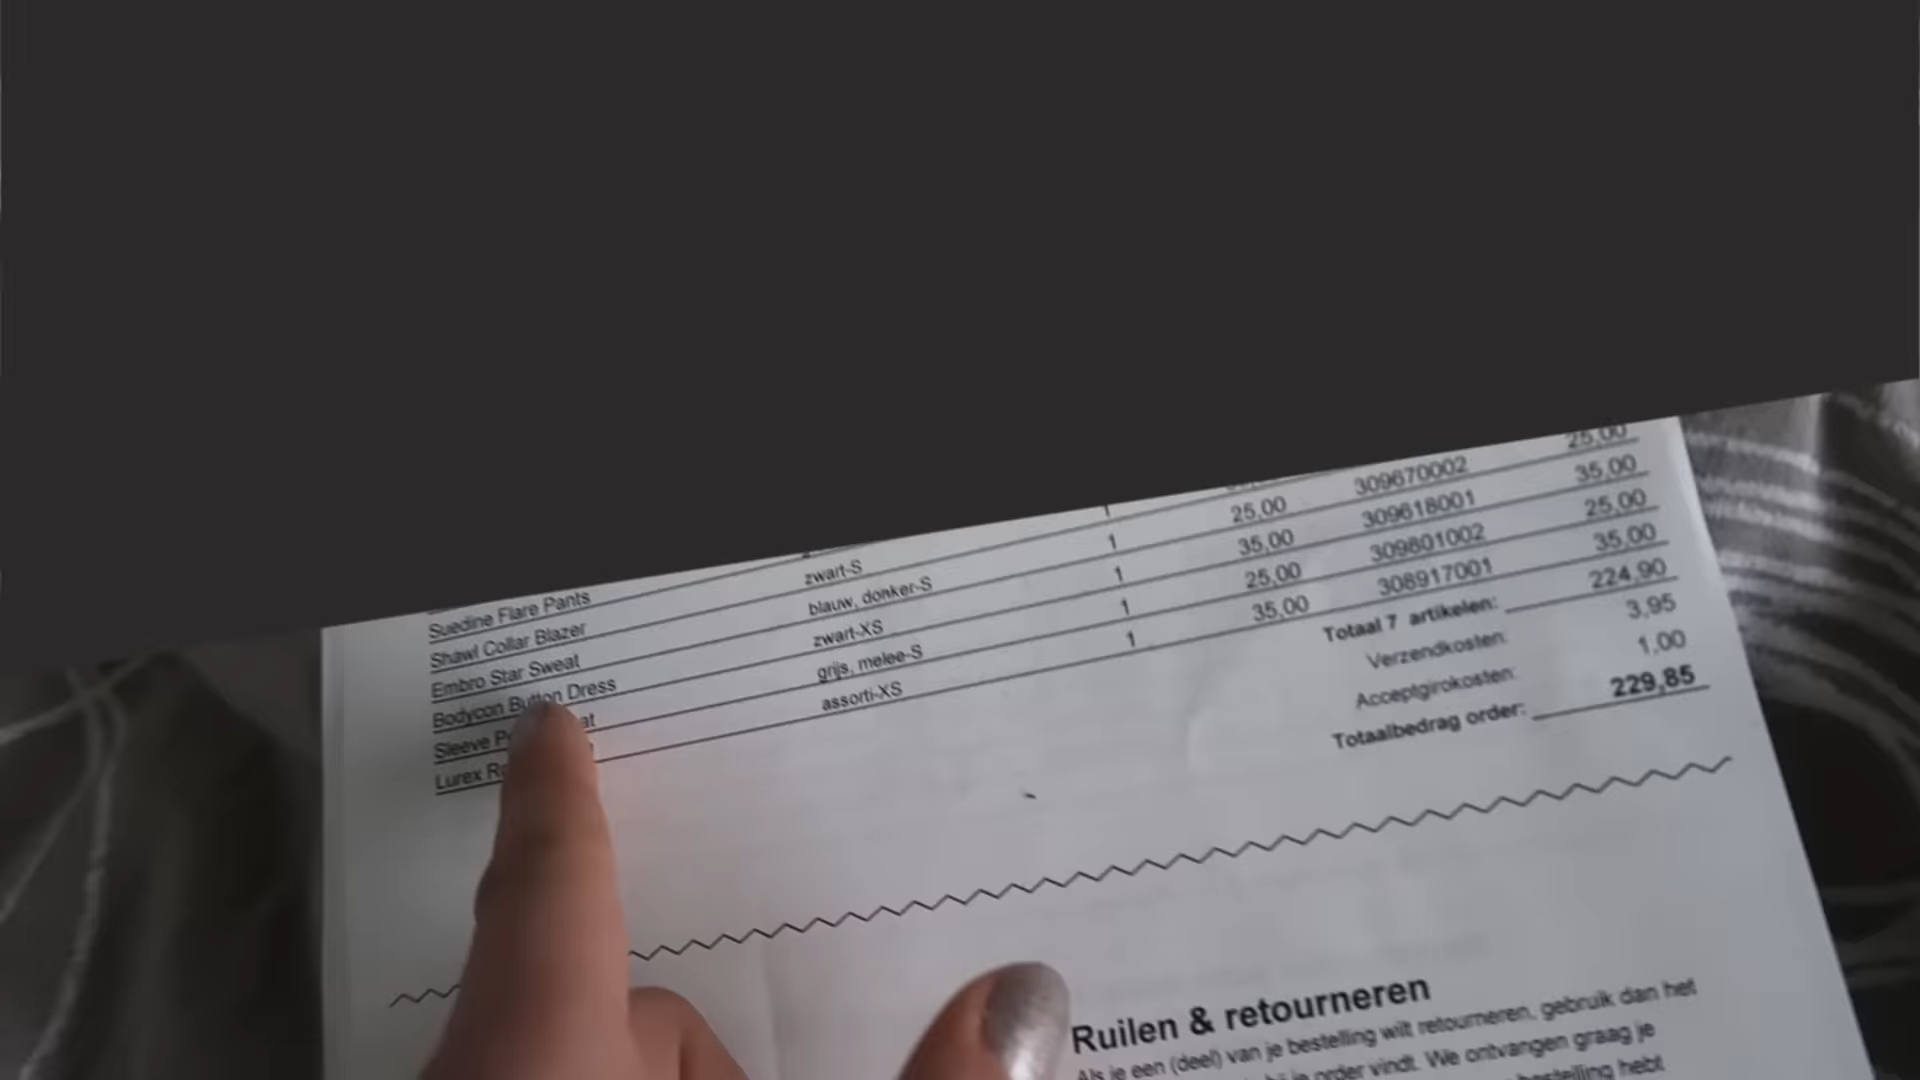 Suedine Flare Pants
Shawl Collar Blazer zwart-S 1
Embro Star Sweat blauw, donker-S 1 25,00 309670002 25,00
Bodycon Button Dress zwart-XS 1 35,00 309618001 35,00
Sleeve grijs, melee-S 1 25,00 309801002 25,00
Lurex assorti-XS 1 35,00 308917001 35,00
Totaal 7 artikelen: 224,90
Verzendkosten: 3,95
Acceptgirokosten: 1,00
Totaalbedrag order: 229,85
Ruilen & retourneren
Als je een (deel) van je bestelling wilt retourneren, gebruik dan het
je order vindt. We ontvangen graag je
bestelling hebt